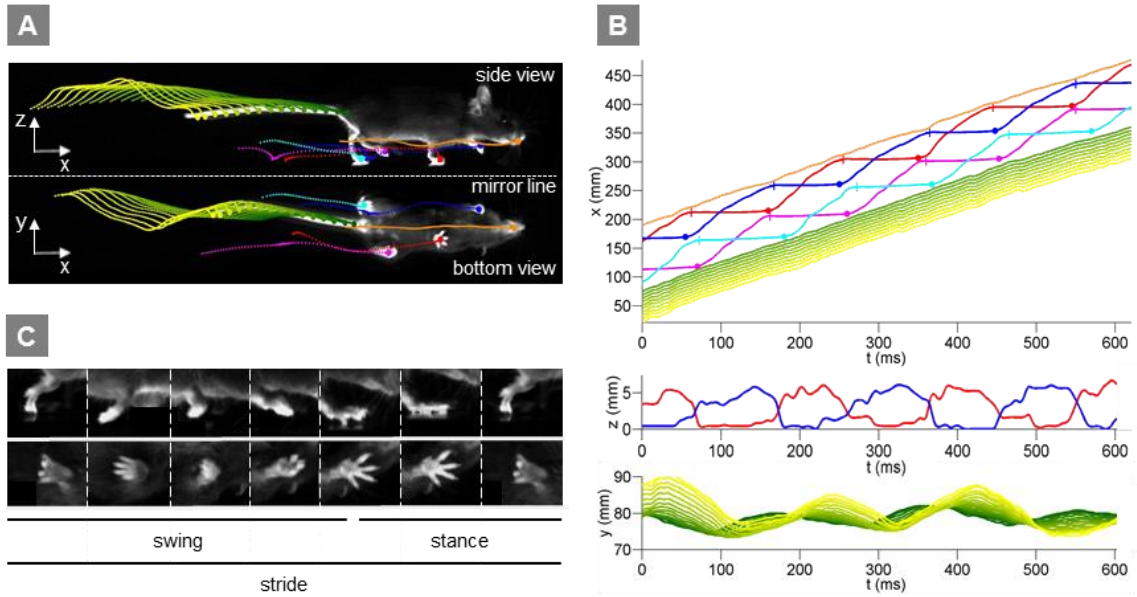 A
side view
z
x
mirror line
y
x
bottom view
B
x (mm)
450
400
350
300
250
200
150
100
50
0 100 200 300 400 500 600
t (ms)
z (mm)
5
0
0 100 200 300 400 500 600
t (ms)
y (mm)
90
80
70
0 100 200 300 400 500 600
t (ms)
C
swing stance
stride